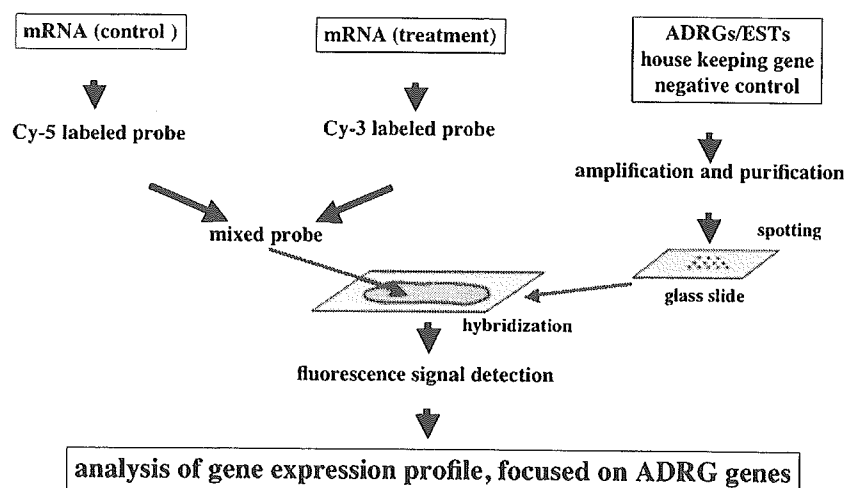 mRNA (control )
mRNA (treatment)
ADRGs/ESTs
house keeping gene
negative control
Cy-5 labeled probe
Cy-3 labeled probe
amplification and purification
mixed probe
spotting
glass slide
hybridization
fluorescence signal detection
analysis of gene expression profile, focused on ADRG genes